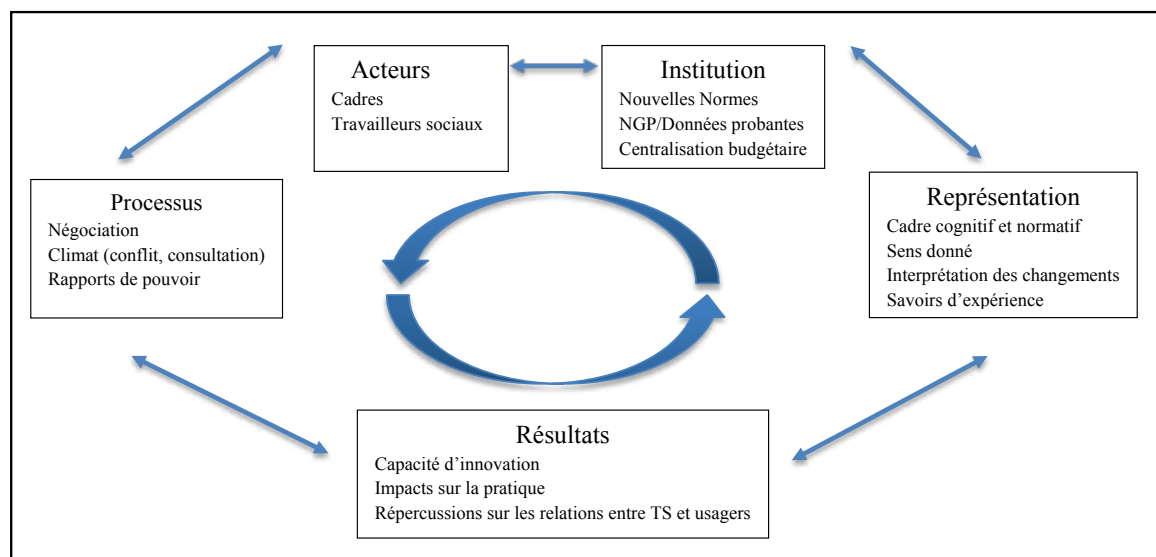 Acteurs
Cadres
Travailleurs sociaux
Institution
Nouvelles Normes
NGP/Données probantes
Centralisation budgétaire
Processus
Négociation
Climat (conflit, consultation)
Rapports de pouvoir
Représentation
Cadre cognitif et normatif
Sens donné
Interprétation des changements
Savoirs d’expérience
Résultats
Capacité d’innovation
Impacts sur la pratique
Répercussions sur les relations entre TS et usagers